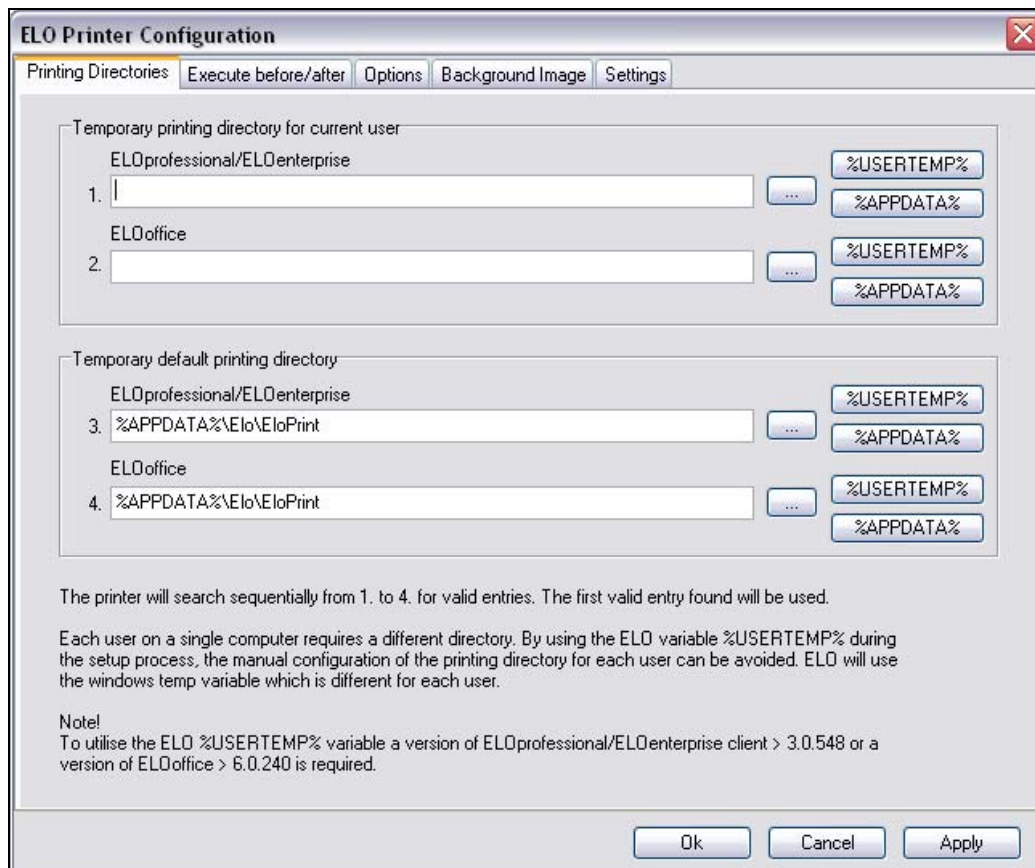 ELO Printer Configuration
Printing Directories Execute before/after Options Background Image Settings
Temporary printing directory for current user
ELOprofessional/ELOenterprise
1. ... %USERTEMP%
%APPDATA%
ELOoffice
2. ... %USERTEMP%
%APPDATA%
Temporary default printing directory
ELOprofessional/ELOenterprise
3. %APPDATA%\Elo\EloPrint ... %USERTEMP%
%APPDATA%
ELOoffice
4. %APPDATA%\Elo\EloPrint ... %USERTEMP%
%APPDATA%
The printer will search sequentially from 1. to 4. for valid entries. The first valid entry found will be used.
Each user on a single computer requires a different directory. By using the ELO variable %USERTEMP% during
the setup process, the manual configuration of the printing directory for each user can be avoided. ELO will use
the windows temp variable which is different for each user.
Note!
To utilise the ELO %USERTEMP% variable a version of ELOprofessional/ELOenterprise client > 3.0.548 or a
version of ELOoffice > 6.0.240 is required.
Ok Cancel Apply